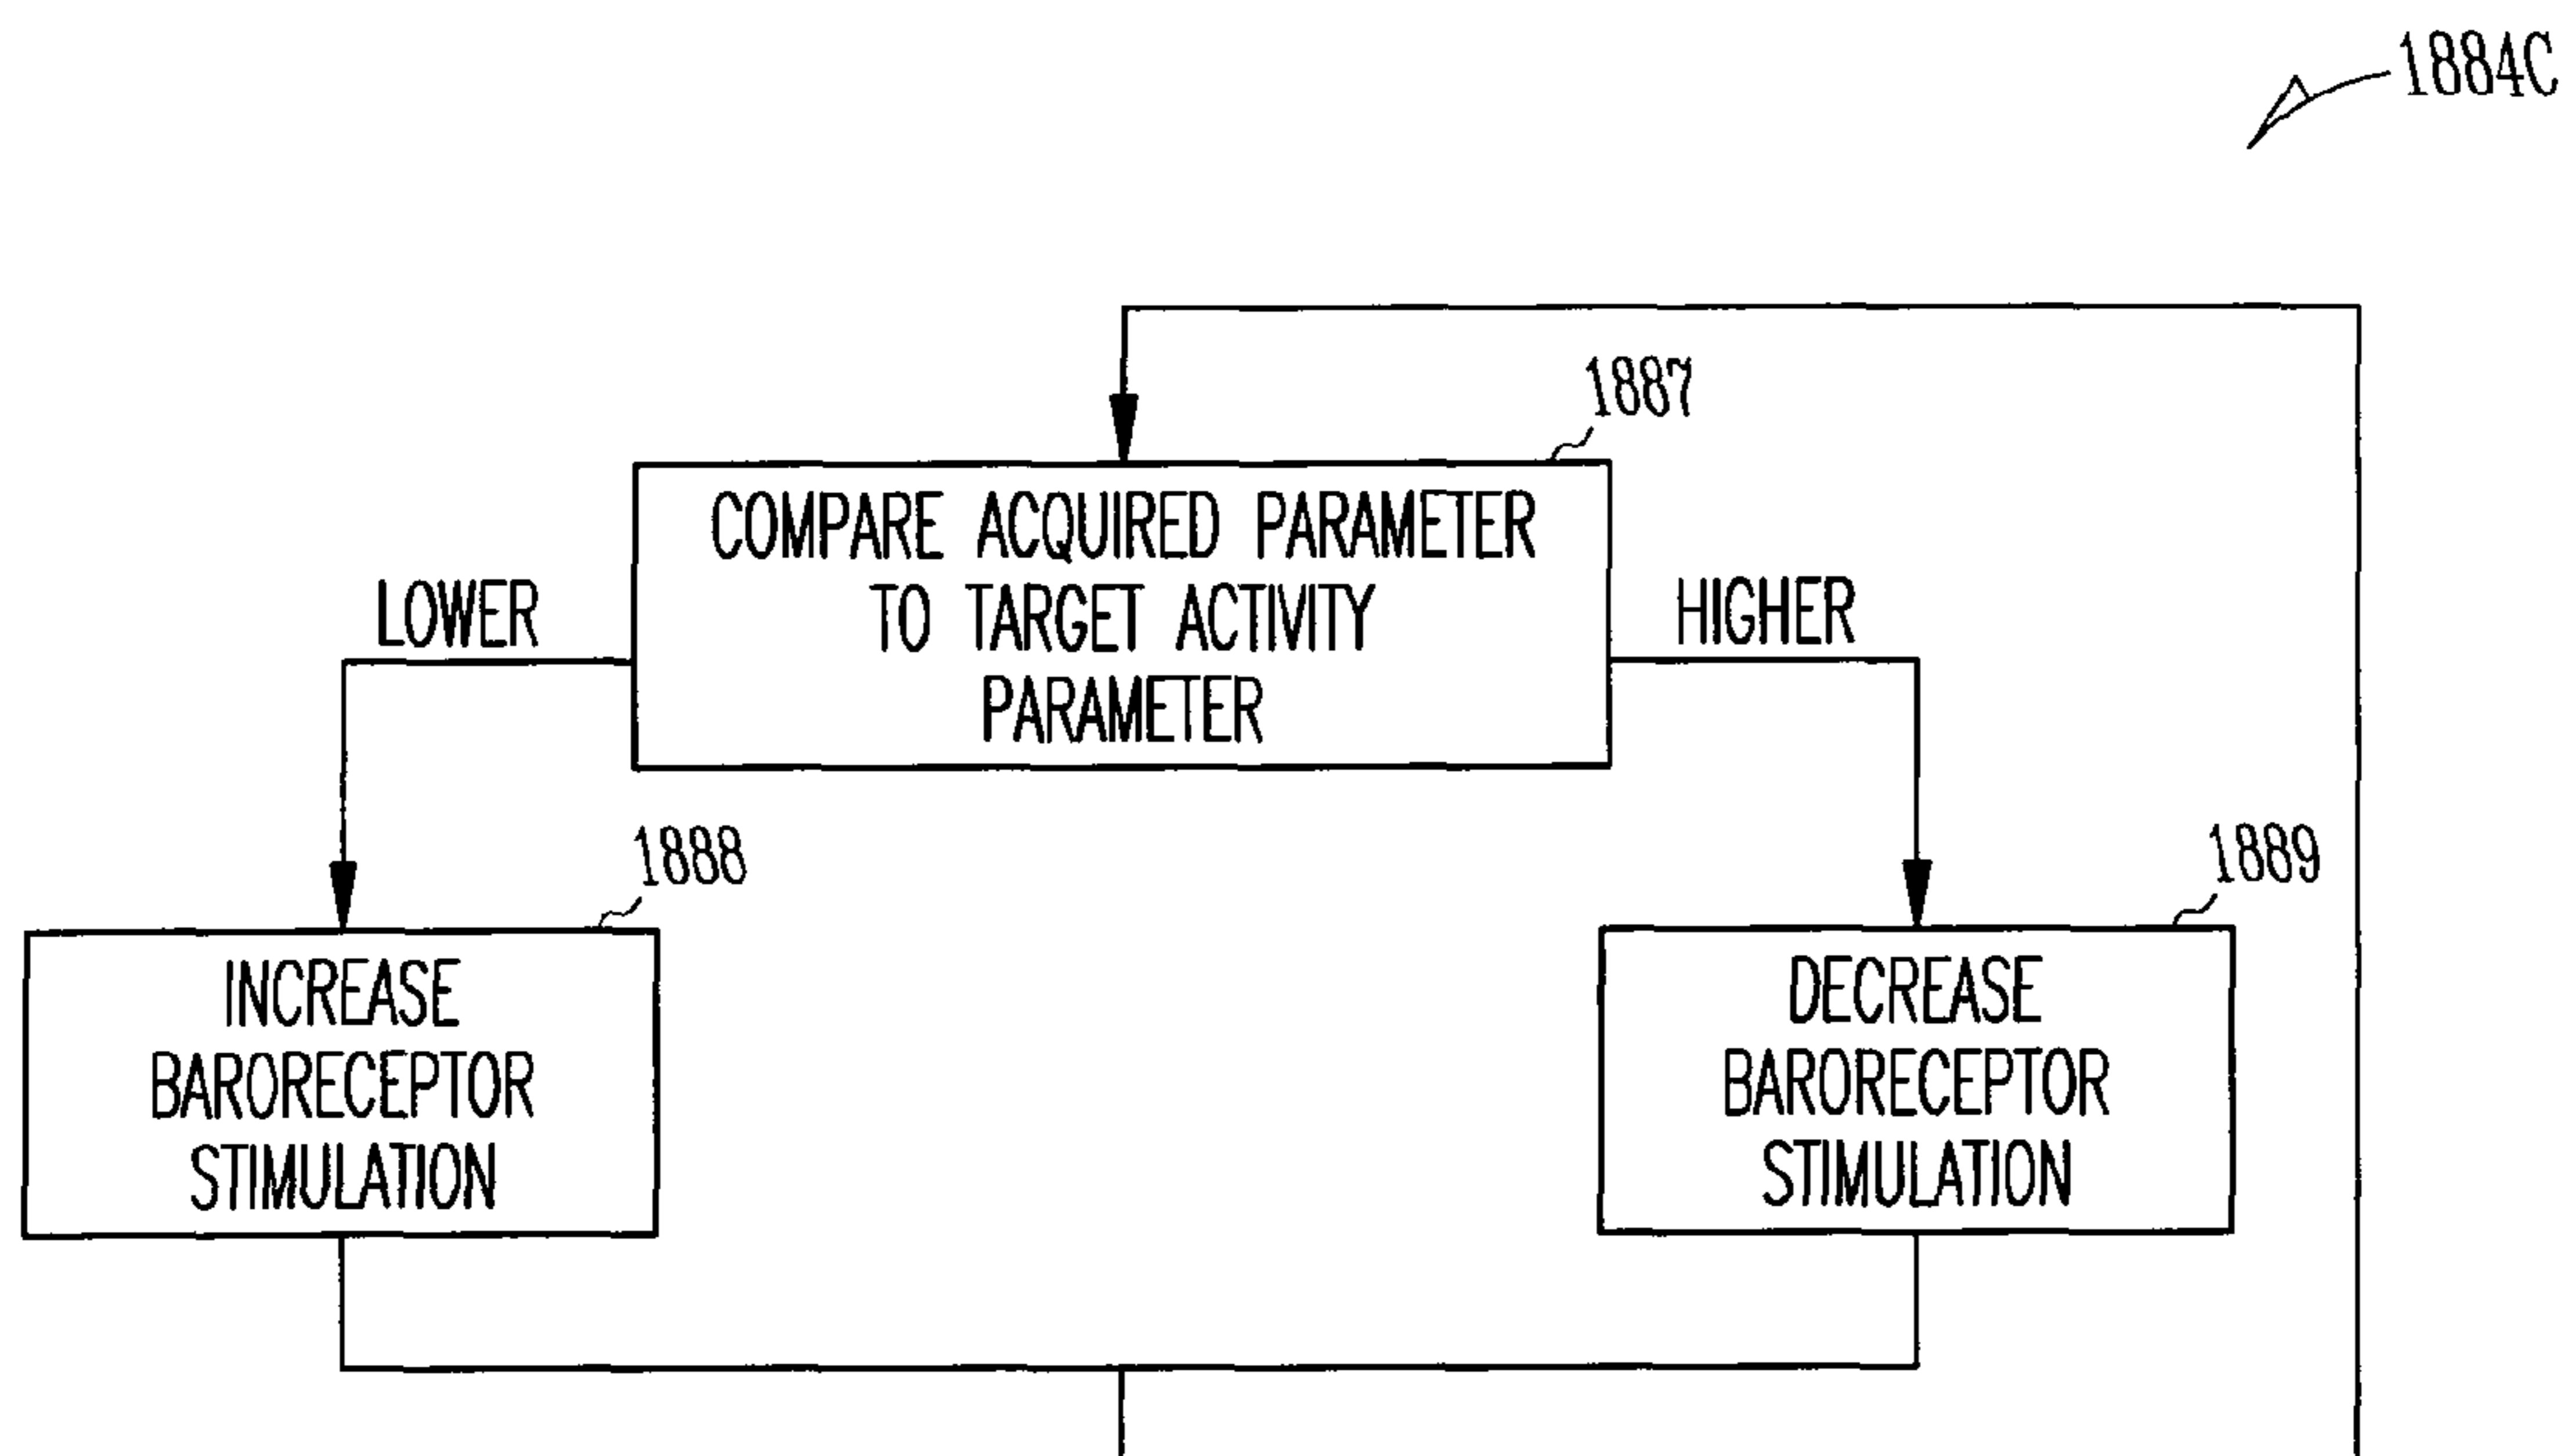 1884C
1887
COMPARE ACQUIRED PARAMETER
TO TARGET ACTIVITY
PARAMETER
LOWER
HIGHER
1888
INCREASE
BARORECEPTOR
STIMULATION
1889
DECREASE
BARORECEPTOR
STIMULATION